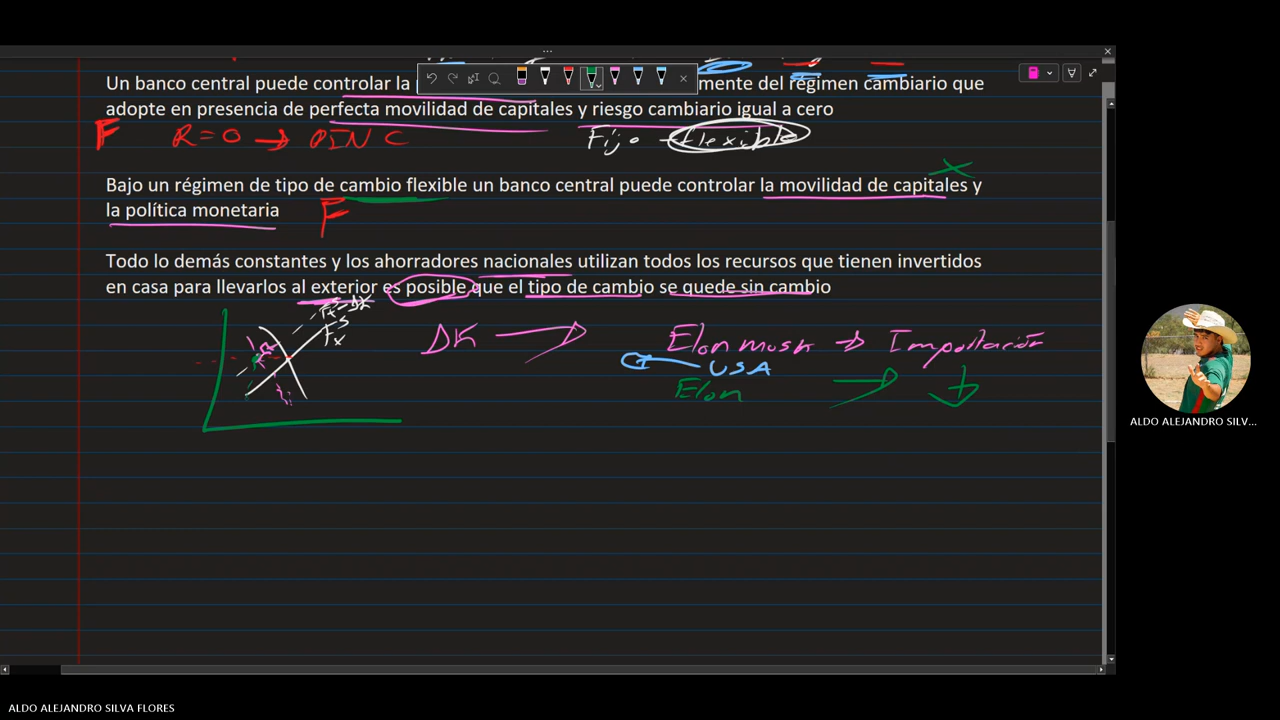 Un banco central puede controlar la mente del régimen cambiario que
adopte en presencia de perfecta movilidad de capitales y riesgo cambiario igual a cero
F R=0 → Fijo flexible
Bajo un régimen de tipo de cambio flexible un banco central puede controlar la movilidad de capitales y
la política monetaria F
Todo lo demás constantes y los ahorradores nacionales utilizan todos los recursos que tienen invertidos
en casa para llevarlos al exterior es posible que el tipo de cambio se quede sin cambio
ΔK → Elon musk → Importación
USA
Elon
ALDO ALEJANDRO SILV...
ALDO ALEJANDRO SILVA FLORES